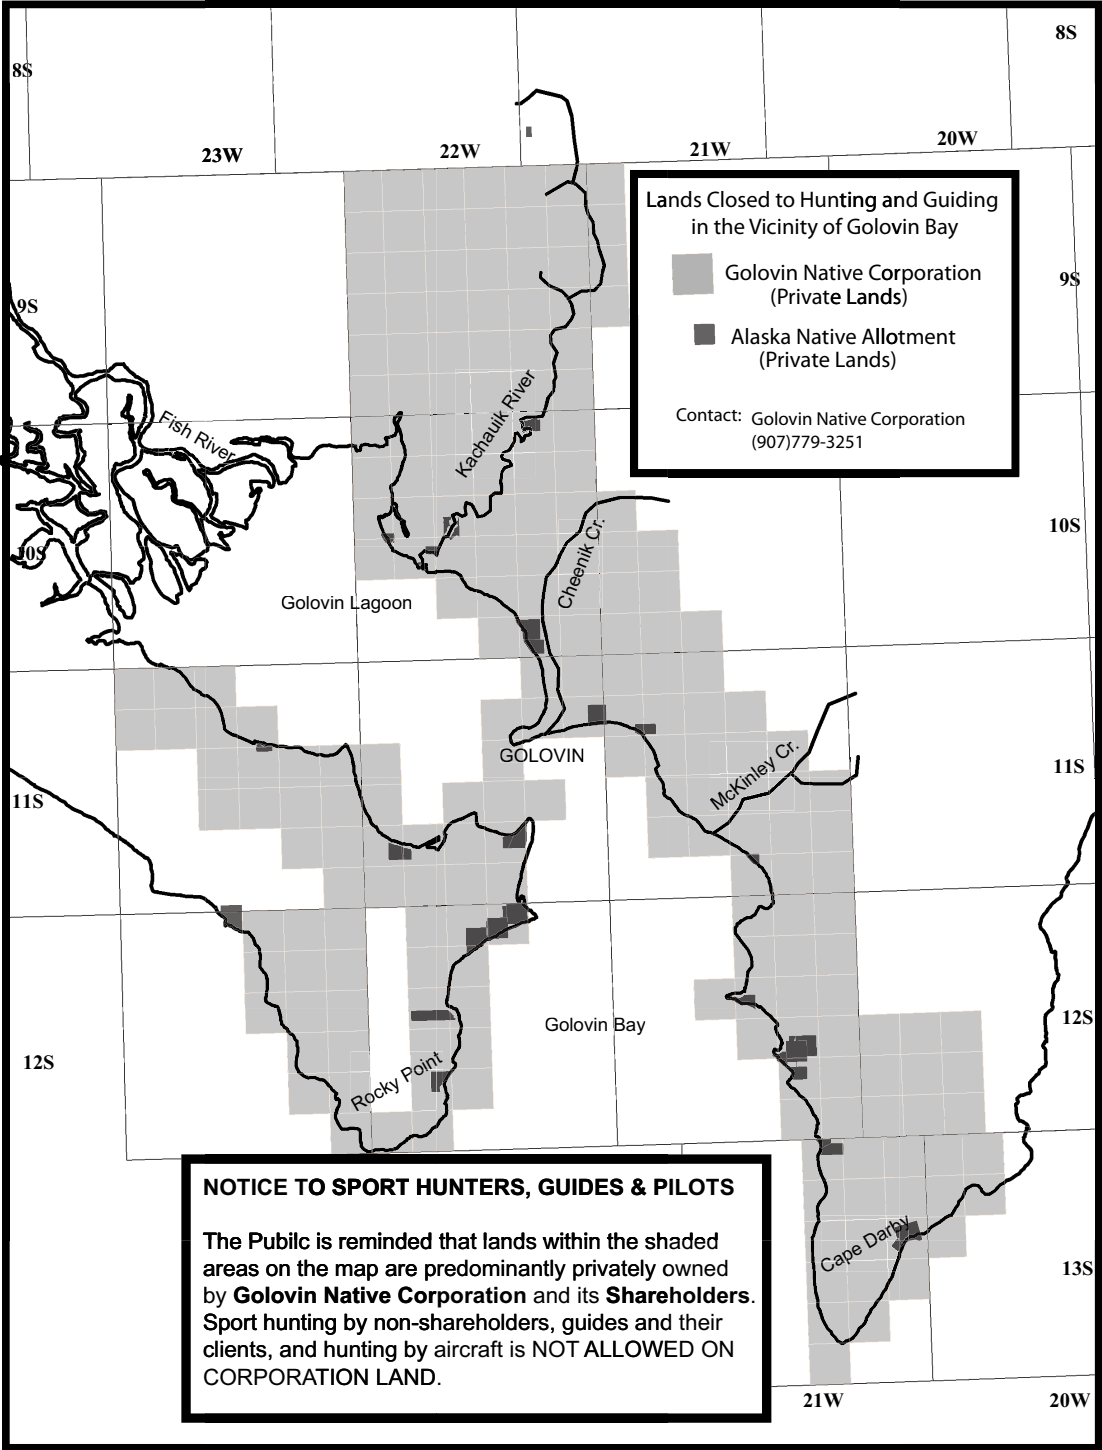 8S
8S
23W
22W
21W
20W
Lands Closed to Hunting and Guiding
in the Vicinity of Golovin Bay
Golovin Native Corporation
(Private Lands)
Alaska Native Allotment
(Private Lands)
Contact: Golovin Native Corporation
(907)779-3251
9S
9S
Fish River
Kachauik River
10S
10S
Cheenik Cr.
Golovin Lagoon
GOLOVIN
McKinley Cr.
11S
11S
Golovin Bay
12S
12S
Rocky Point
NOTICE TO SPORT HUNTERS, GUIDES & PILOTS
The Pubilc is reminded that lands within the shaded
areas on the map are predominantly privately owned
by Golovin Native Corporation and its Shareholders.
Sport hunting by non-shareholders, guides and their
clients, and hunting by aircraft is NOT ALLOWED ON
CORPORATION LAND.
Cape Darby
13S
21W
20W